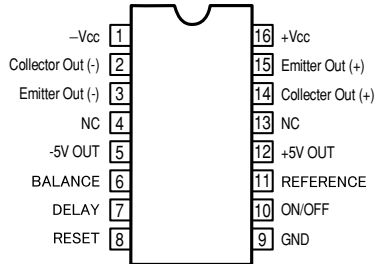 –Vcc 1 16 +Vcc
Collector Out (-) 2 15 Emitter Out (+)
Emitter Out (-) 3 14 Collecter Out (+)
NC 4 13 NC
-5V OUT 5 12 +5V OUT
BALANCE 6 11 REFERENCE
DELAY 7 10 ON/OFF
RESET 8 9 GND